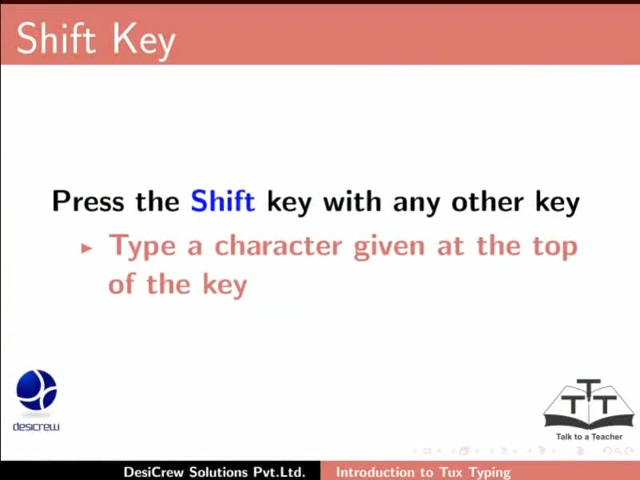 Shift Key
Press the Shift key with any other key
▸ Type a character given at the top
of the key
desicrew
TTT
Talk to a Teacher
DesiCrew Solutions Pvt.Ltd. Introduction to Tux Typing